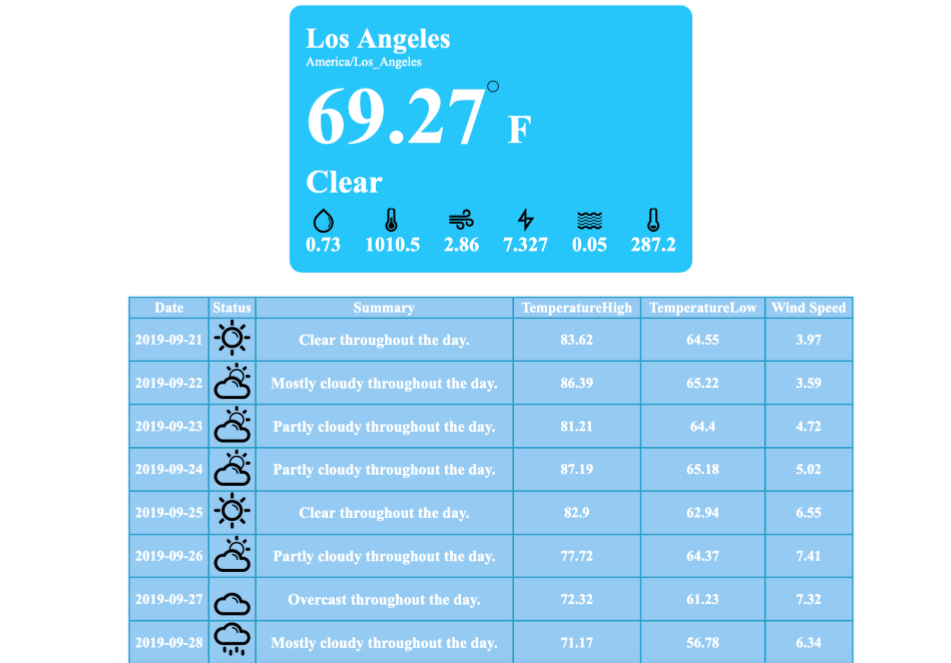 Los Angeles
America/Los_Angeles
69.27° F
Clear
0.73 1010.5 2.86 7.327 0.05 287.2
Date Status Summary TemperatureHigh TemperatureLow Wind Speed
2019-09-21 Clear throughout the day. 83.62 64.55 3.97
2019-09-22 Mostly cloudy throughout the day. 86.39 65.22 3.59
2019-09-23 Partly cloudy throughout the day. 81.21 64.4 4.72
2019-09-24 Partly cloudy throughout the day. 87.19 65.18 5.02
2019-09-25 Clear throughout the day. 82.9 62.94 6.55
2019-09-26 Partly cloudy throughout the day. 77.72 64.37 7.41
2019-09-27 Overcast throughout the day. 72.32 61.23 7.32
2019-09-28 Mostly cloudy throughout the day. 71.17 56.78 6.34